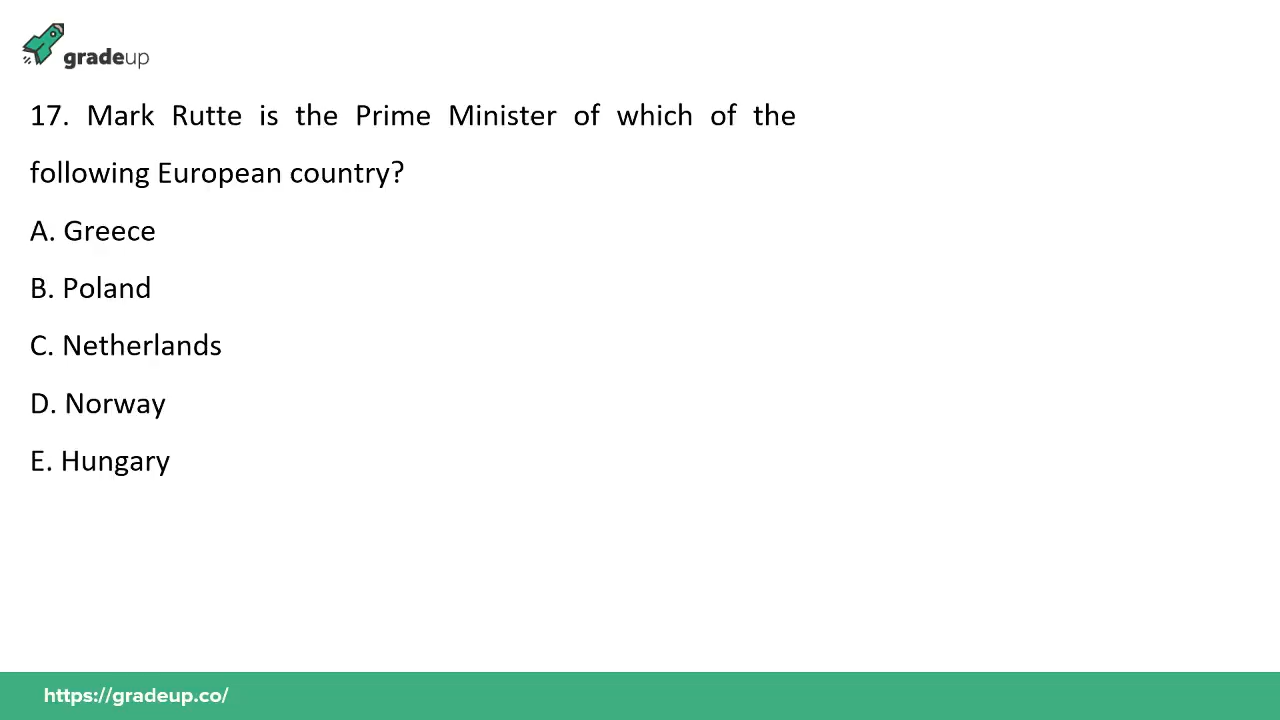 gradeup
17. Mark Rutte is the Prime Minister of which of the
following European country?
A. Greece
B. Poland
C. Netherlands
D. Norway
E. Hungary
https://gradeup.co/